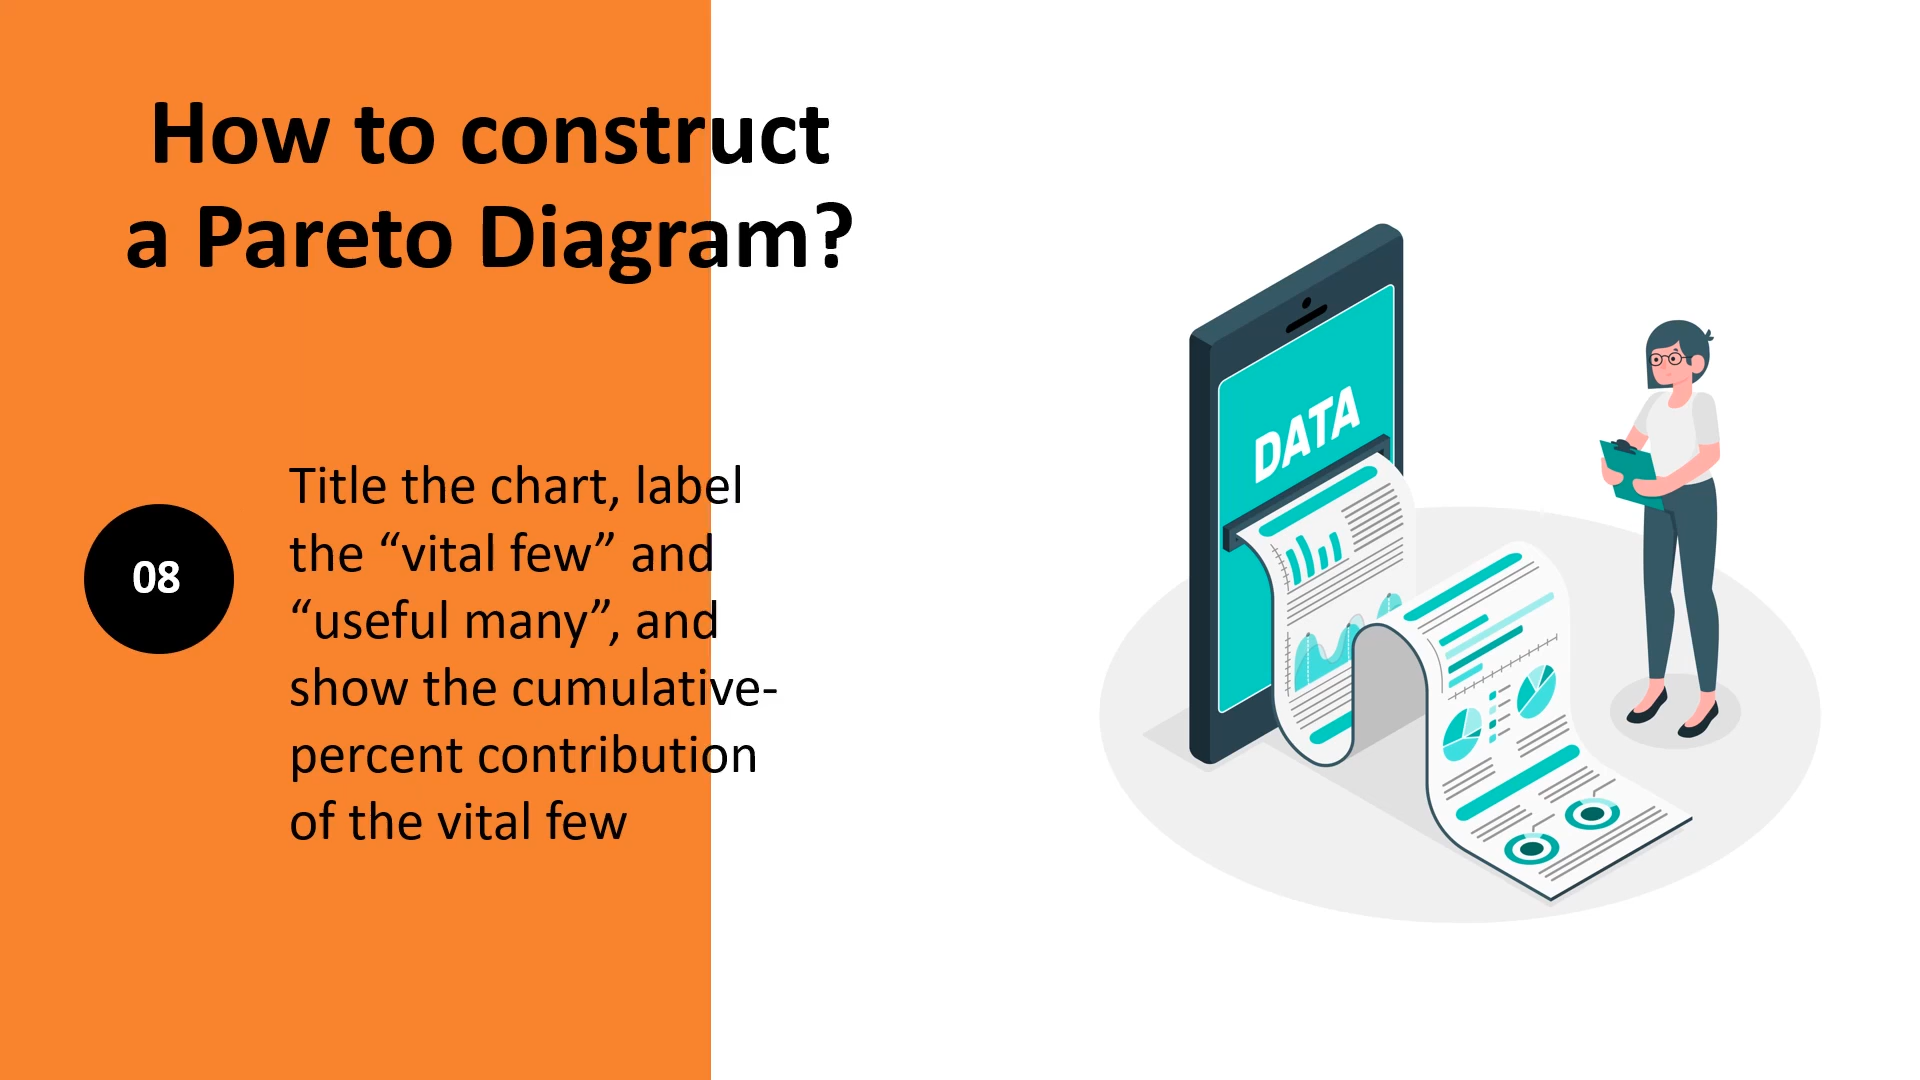 How to construct
a Pareto Diagram?
08
Title the chart, label
the “vital few” and
“useful many”, and
show the cumulative-
percent contribution
of the vital few
DATA